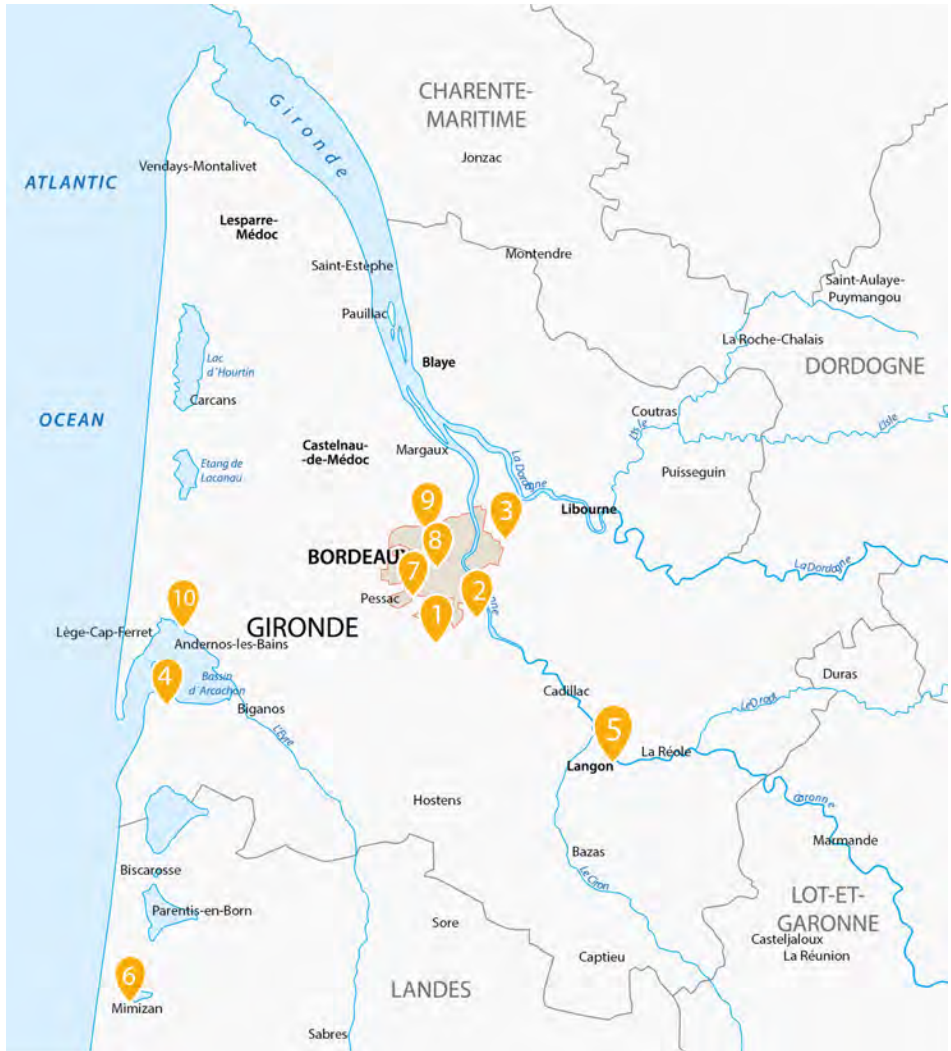 CHARENTE-
MARITIME
Jonzac
Gironde
Vendays-Montalivet
ATLANTIC
Lesparre-
Médoc
Montendre
Saint-Estèphe
Saint-Aulaye-
Puymangou
Pauillac
La Roche-Chalais
Blaye
DORDOGNE
Lac
d'Hourtin
Carcans
OCEAN
Coutras
L'Isle
L'Isle
Castelnau-
-de-Médoc
Margaux
La Dordogne
Puisseguin
Etang de
Lacanau
9
3
Libourne
8
BORDEAUX
La Dordogne
7
2
Pessac
10
1
Lège-Cap-Ferret
GIRONDE
Andernos-les-Bains
4
Bassin
d'Arcachon
Duras
Cadillac
Biganos
Le Dropt
L'Eyre
5
La Réole
Langon
Hostens
Garonne
Marmande
Bazas
Biscarosse
Le Ciron
LOT-ET-
GARONNE
Parentis-en-Born
Sore
Casteljaloux
La Réunion
Captieu
6
LANDES
Mimizan
Sabres